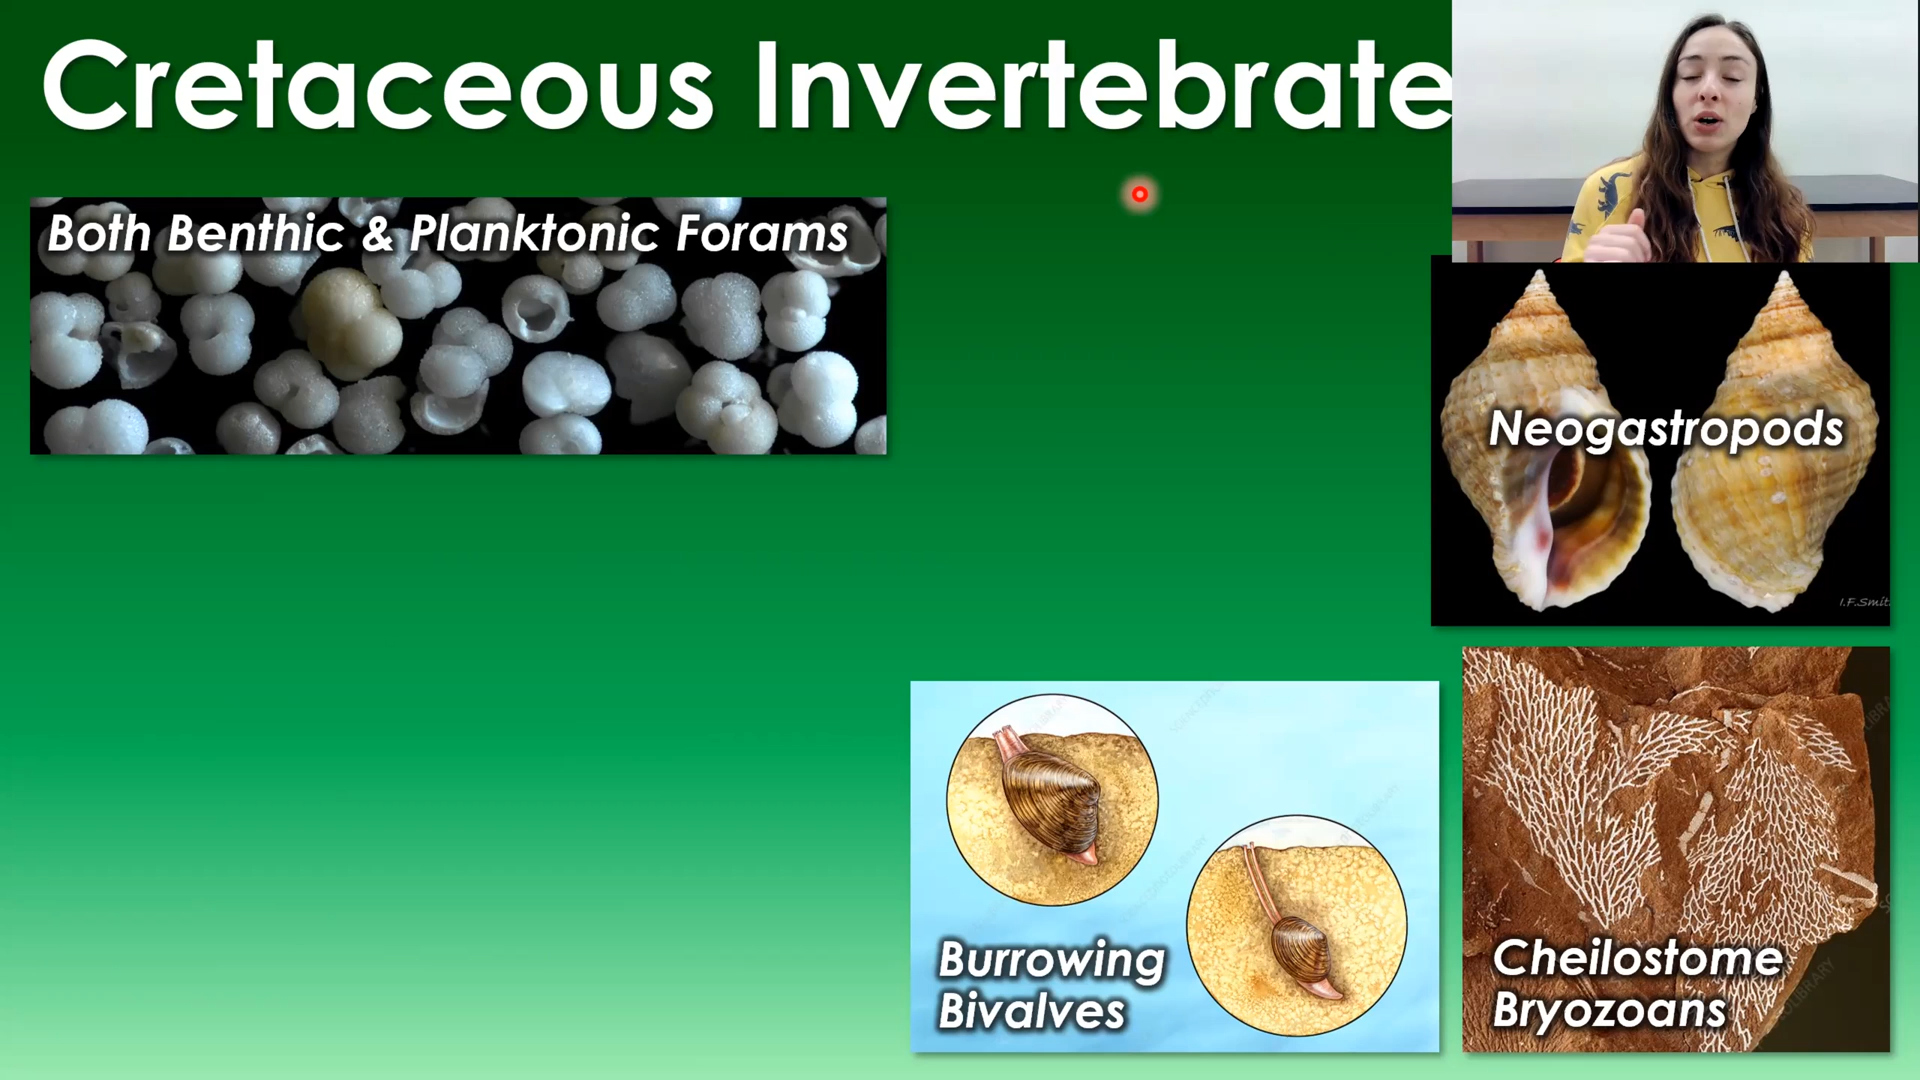 Cretaceous Invertebrate
Both Benthic & Planktonic Forams
Neogastropods
I.F.Smit
Burrowing
Bivalves
Cheilostome
Bryozoans